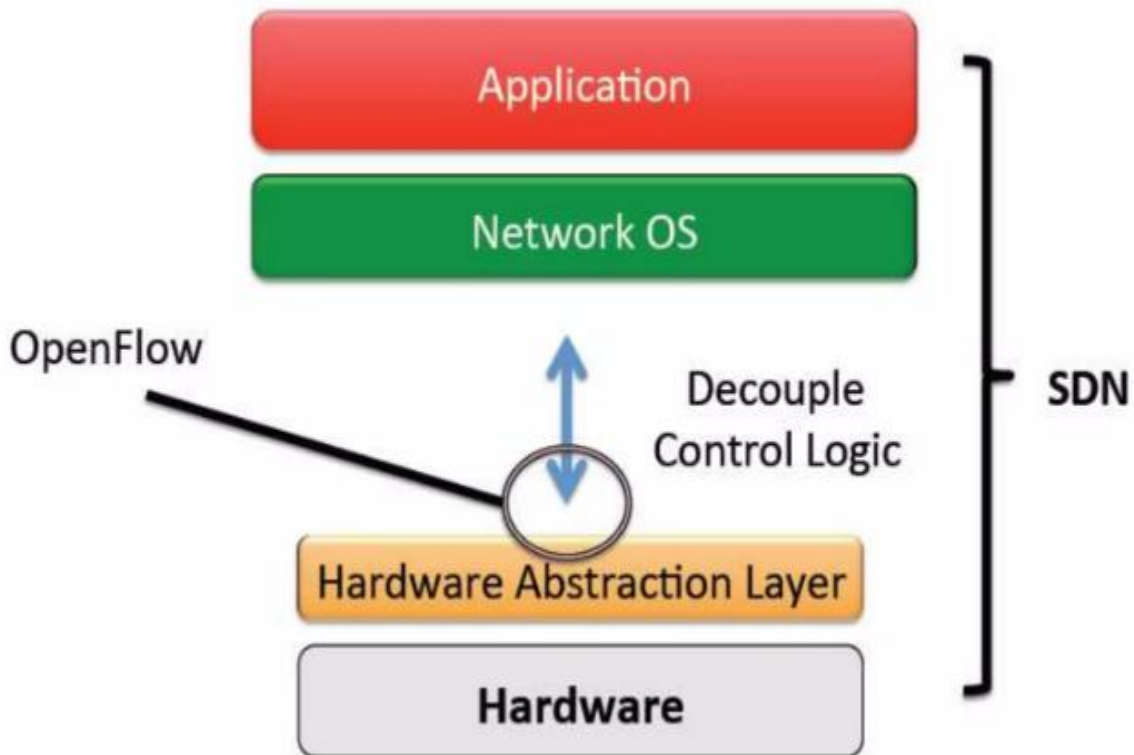 Application
Network OS
OpenFlow
Decouple
Control Logic
SDN
Hardware Abstraction Layer
Hardware